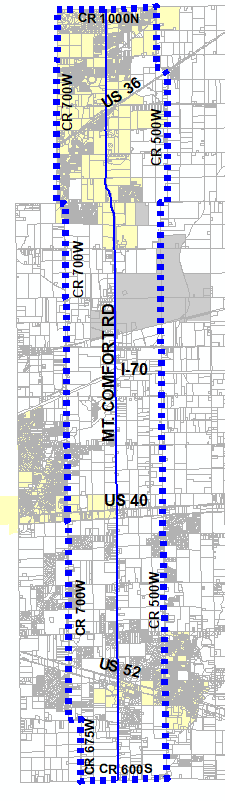 CR 1000N
CR 700W
US 36
CR 500W
CR 700W
MT COMFORT RD
I-70
US 40
CR 700W
CR 500W
US 52
CR 675W
CR 600S